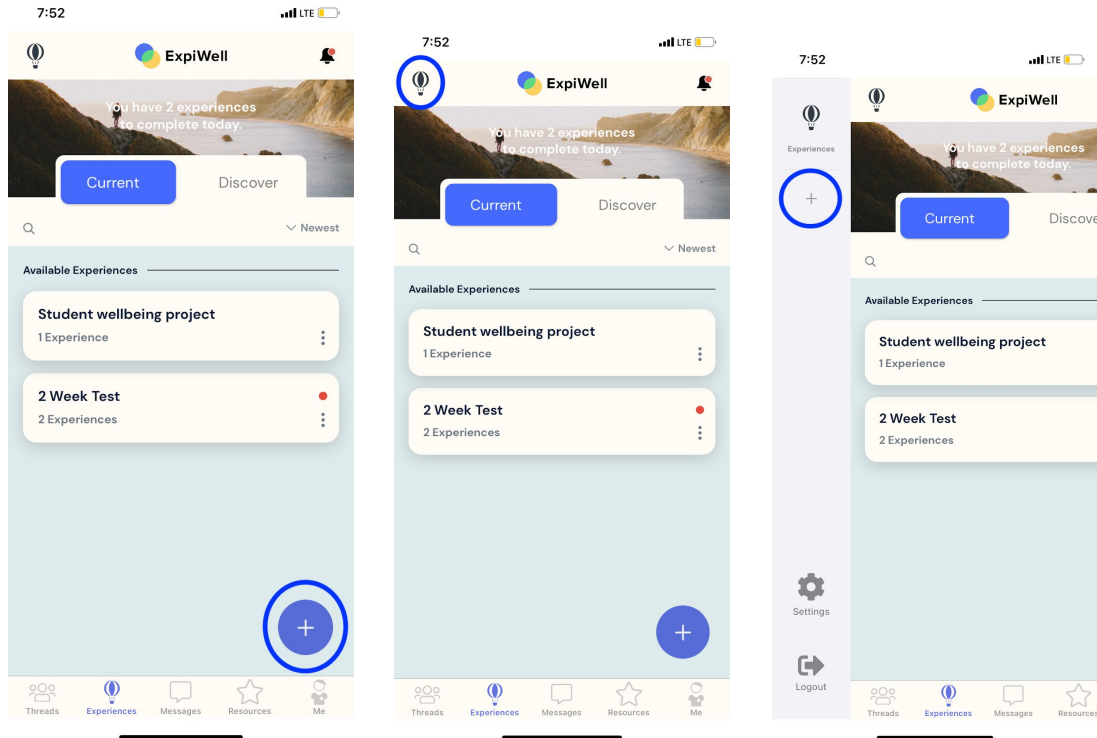 7:52
LTE
ExpiWell
You have 2 experiences
to complete today.
Current
Discover
Newest
Available Experiences
Student wellbeing project
1 Experience
2 Week Test
2 Experiences
+
Threads
Experiences
Messages
Resources
Me
7:52
LTE
ExpiWell
You have 2 experiences
to complete today.
Current
Discover
Newest
Available Experiences
Student wellbeing project
1 Experience
2 Week Test
2 Experiences
+
Threads
Experiences
Messages
Resources
Me
7:52
LTE
Experiences
+
Settings
Logout
ExpiWell
You have 2 experiences
to complete today.
Current
Discove
Available Experiences
Student wellbeing project
1 Experience
2 Week Test
2 Experiences
Threads
Experiences
Messages
Resources